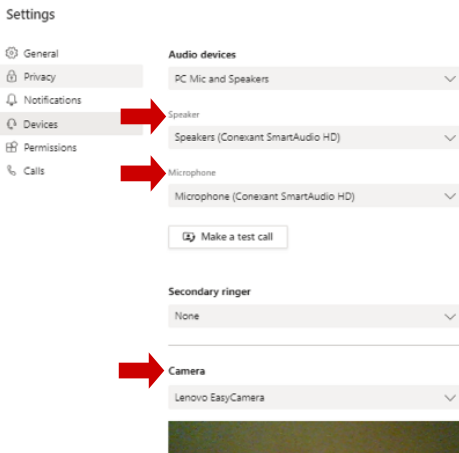 Settings
General
Privacy
Notifications
Devices
Permissions
Calls
Audio devices
PC Mic and Speakers
Speaker
Speakers (Conexant SmartAudio HD)
Microphone
Microphone (Conexant SmartAudio HD)
Make a test call
Secondary ringer
None
Camera
Lenovo EasyCamera